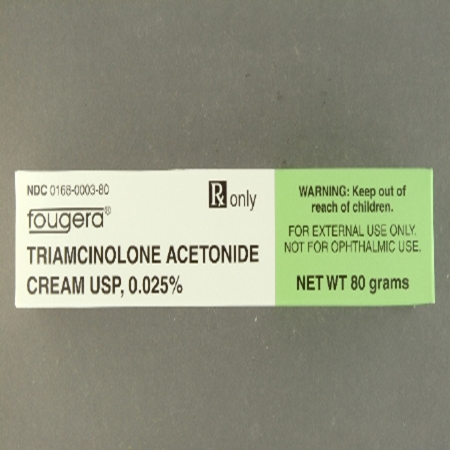 NDC 0168-0003-80
fougera®
Rx only
TRIAMCINOLONE ACETONIDE
CREAM USP, 0.025%
WARNING: Keep out of
reach of children.
FOR EXTERNAL USE ONLY.
NOT FOR OPHTHALMIC USE.
NET WT 80 grams